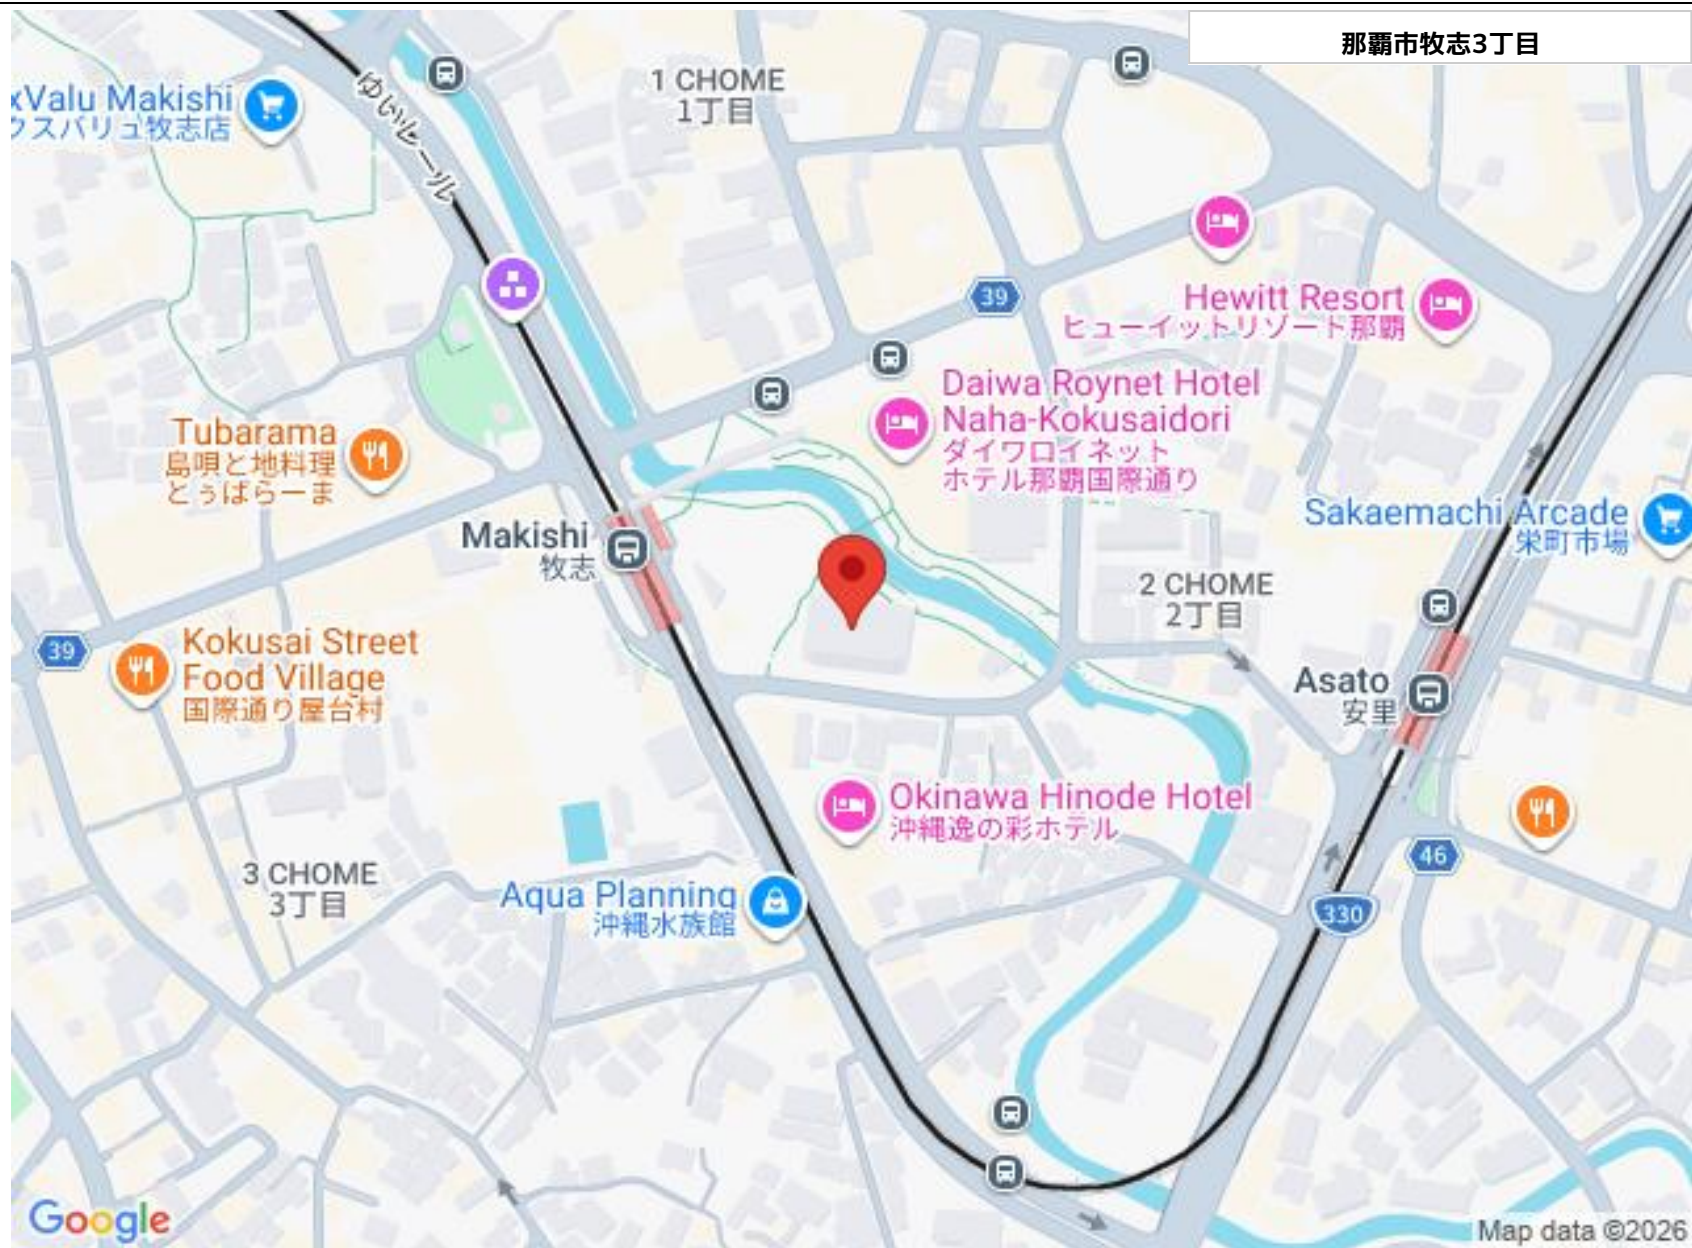 那覇市牧志3丁目
xValu Makishi
クスバリュ牧志店
ゆいレール
1 CHOME
1丁目
39
Hewitt Resort
ヒューイットリゾート那覇
Daiwa Roynet Hotel
Naha-Kokusaidori
ダイワロイネット
ホテル那覇国際通り
Tubarama
島唄と地料理
とぅばらーま
Makishi
牧志
Sakaemachi Arcade
栄町市場
2 CHOME
2丁目
39
Kokusai Street
Food Village
国際通り屋台村
Asato
安里
Okinawa Hinode Hotel
沖縄逸の彩ホテル
3 CHOME
3丁目
Aqua Planning
沖縄水族館
46
330
Google
Map data ©2026